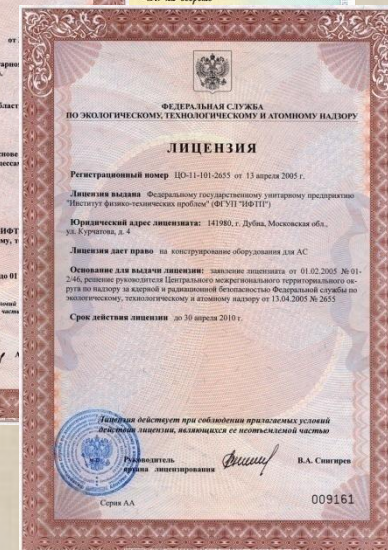 ФЕДЕРАЛЬНАЯ СЛУЖБА
ПО ЭКОЛОГИЧЕСКОМУ, ТЕХНОЛОГИЧЕСКОМУ И АТОМНОМУ НАДЗОРУ
ЛИЦЕНЗИЯ
Регистрационный номер ЦО-11-101-2655 от 13 апреля 2005 г.
Лицензия выдана Федеральному государственному унитарному предприятию
"Институт физико-технических проблем" (ФГУП "ИФТП")
Юридический адрес лицензиата: 141980, г. Дубна, Московская обл.,
ул. Курчатова, д. 4
Лицензия дает право на конструирование оборудования для АС
Основание для выдачи лицензии: заявление лицензиата от 01.02.2005 № 01-
2/46, решение руководителя Центрального межрегионального территориального окру-
га по надзору за ядерной и радиационной безопасностью Федеральной службы по
экологическому, технологическому и атомному надзору от 13.04.2005 № 2655
Срок действия лицензии до 30 апреля 2010 г.
Лицензия действует при соблюдении прилагаемых условий
действия лицензии, являющихся ее неотъемлемой частью
Руководитель
органа лицензирования
В.А. Снигирев
Серия АА
009161